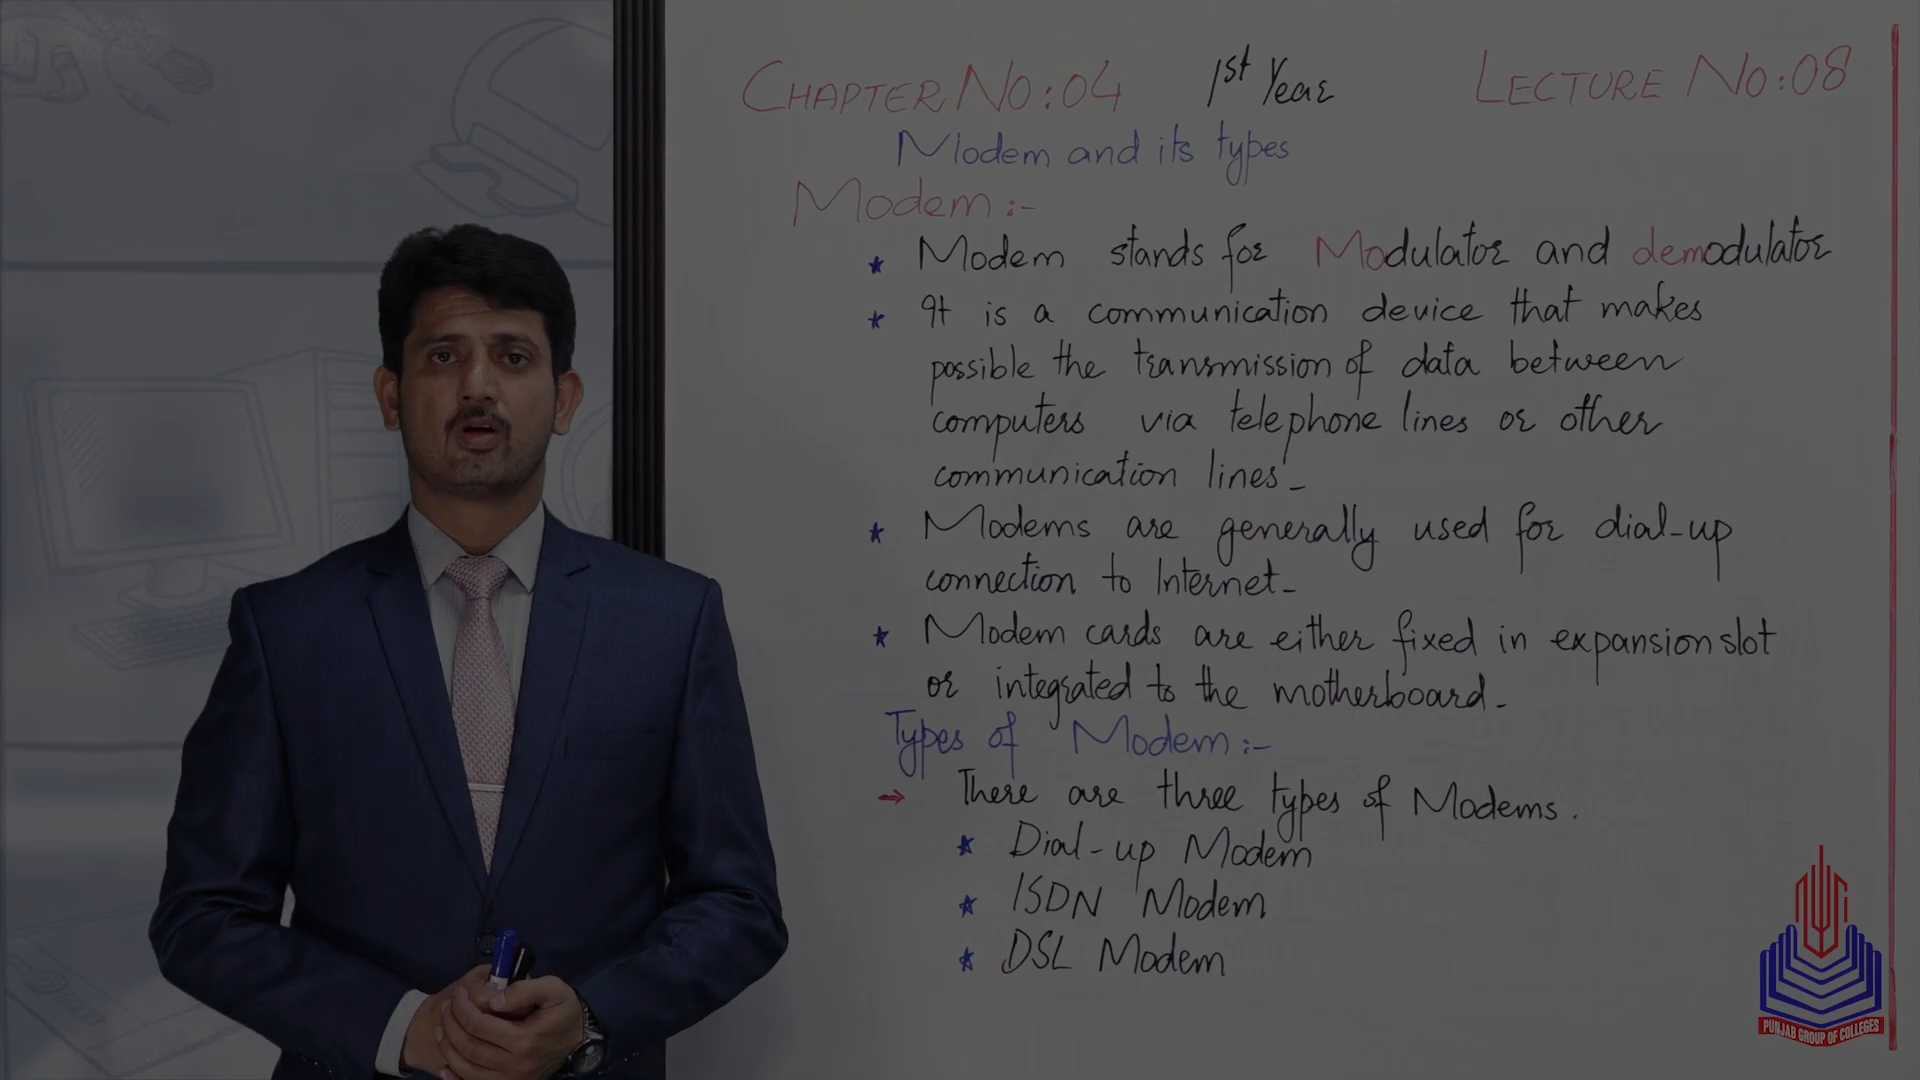 CHAPTER No:04 1st Year LECTURE No:08
Modem and its types
Modem :-
* Modem stands for Modulator and demodulator
* It is a communication device that makes
possible the transmission of data between
computers via telephone lines or other
communication lines -
* Modems are generally used for dial-up
connection to Internet -
* Modem cards are either fixed in expansion slot
or integrated to the motherboard -
Types of Modem :-
→ There are three types of Modems .
* Dial-up Modem
* ISDN Modem
* DSL Modem
PUNJAB GROUP OF COLLEGES